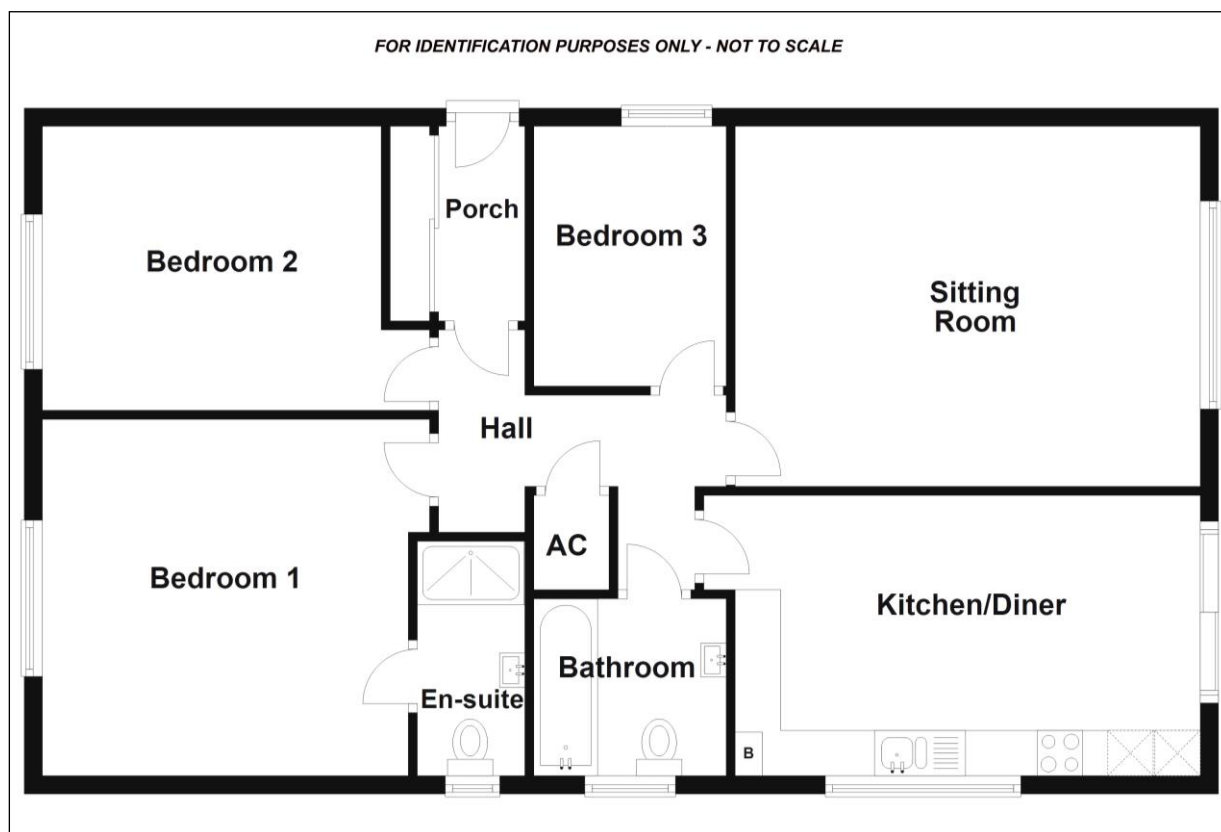 FOR IDENTIFICATION PURPOSES ONLY - NOT TO SCALE
Porch
Bedroom 2
Bedroom 3
Sitting
Room
Hall
AC
Bedroom 1
Kitchen/Diner
Bathroom
En-suite
B